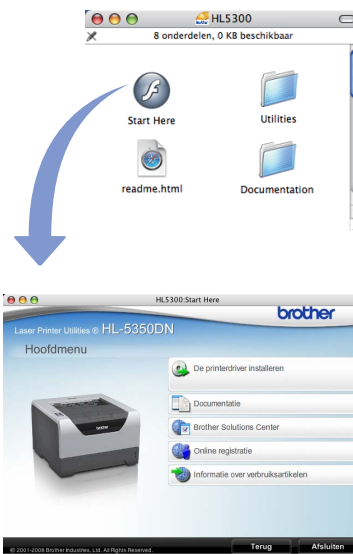 HL5300
8 onderdelen, 0 KB beschikbaar
Start Here
Utilities
readme.html
Documentation
HL5300:Start Here
brother
Laser Printer Utilities ® HL-5350DN
Hoofdmenu
De printerdriver installeren
Documentatie
Brother Solutions Center
Online registratie
Informatie over verbruiksartikelen
brother
© 2001-2008 Brother Industries, Ltd. All Rights Reserved.
Terug
Afsluiten